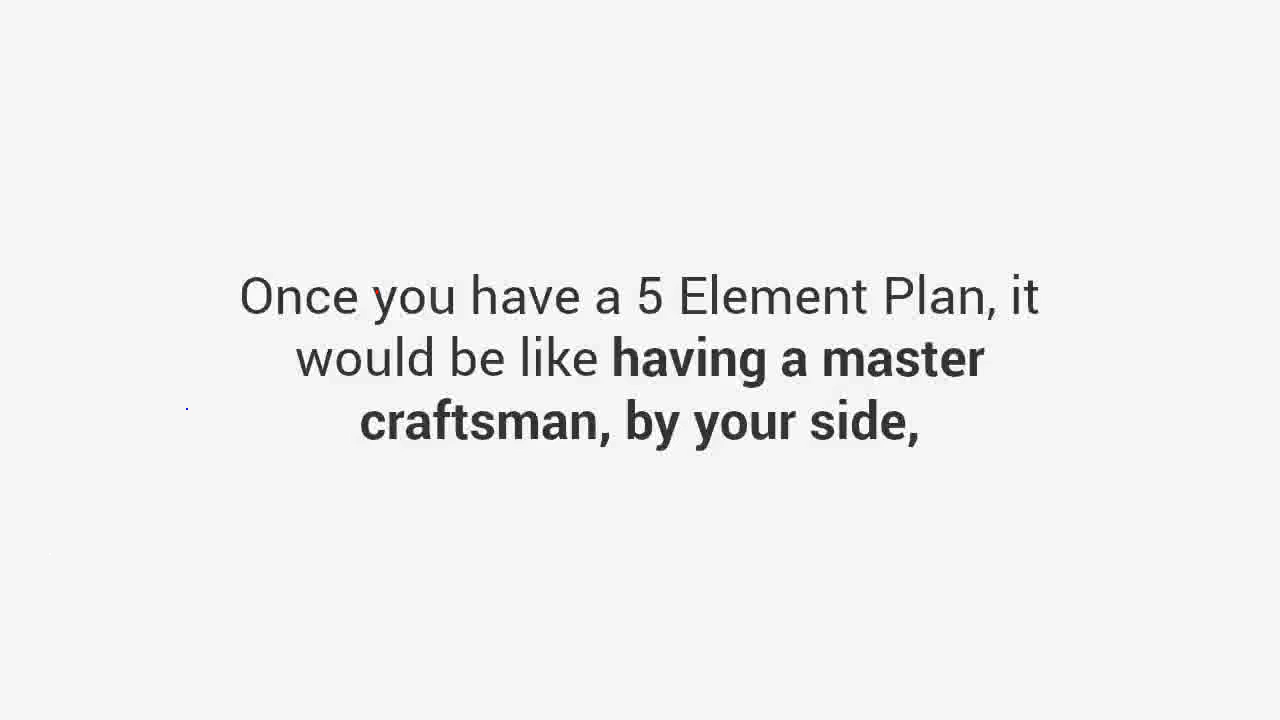 Once you have a 5 Element Plan, it
would be like having a master
craftsman, by your side,